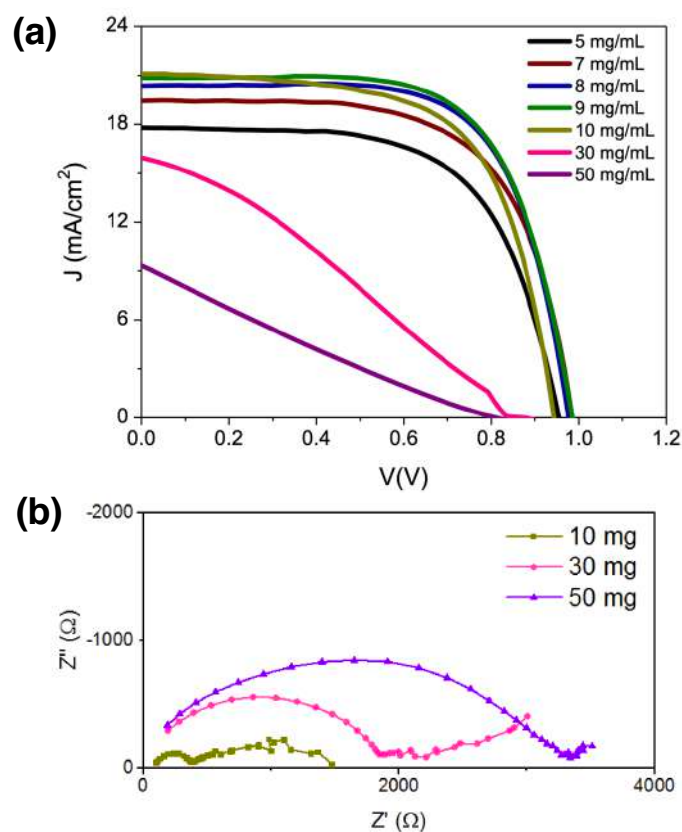 (a)
24
18
12
6
0
J (mA/cm²)
5 mg/mL
7 mg/mL
8 mg/mL
9 mg/mL
10 mg/mL
30 mg/mL
50 mg/mL
0.0 0.2 0.4 0.6 0.8 1.0 1.2
V(V)
(b)
-2000
-1000
0
Z'' (Ω)
10 mg
30 mg
50 mg
0 2000 4000
Z' (Ω)